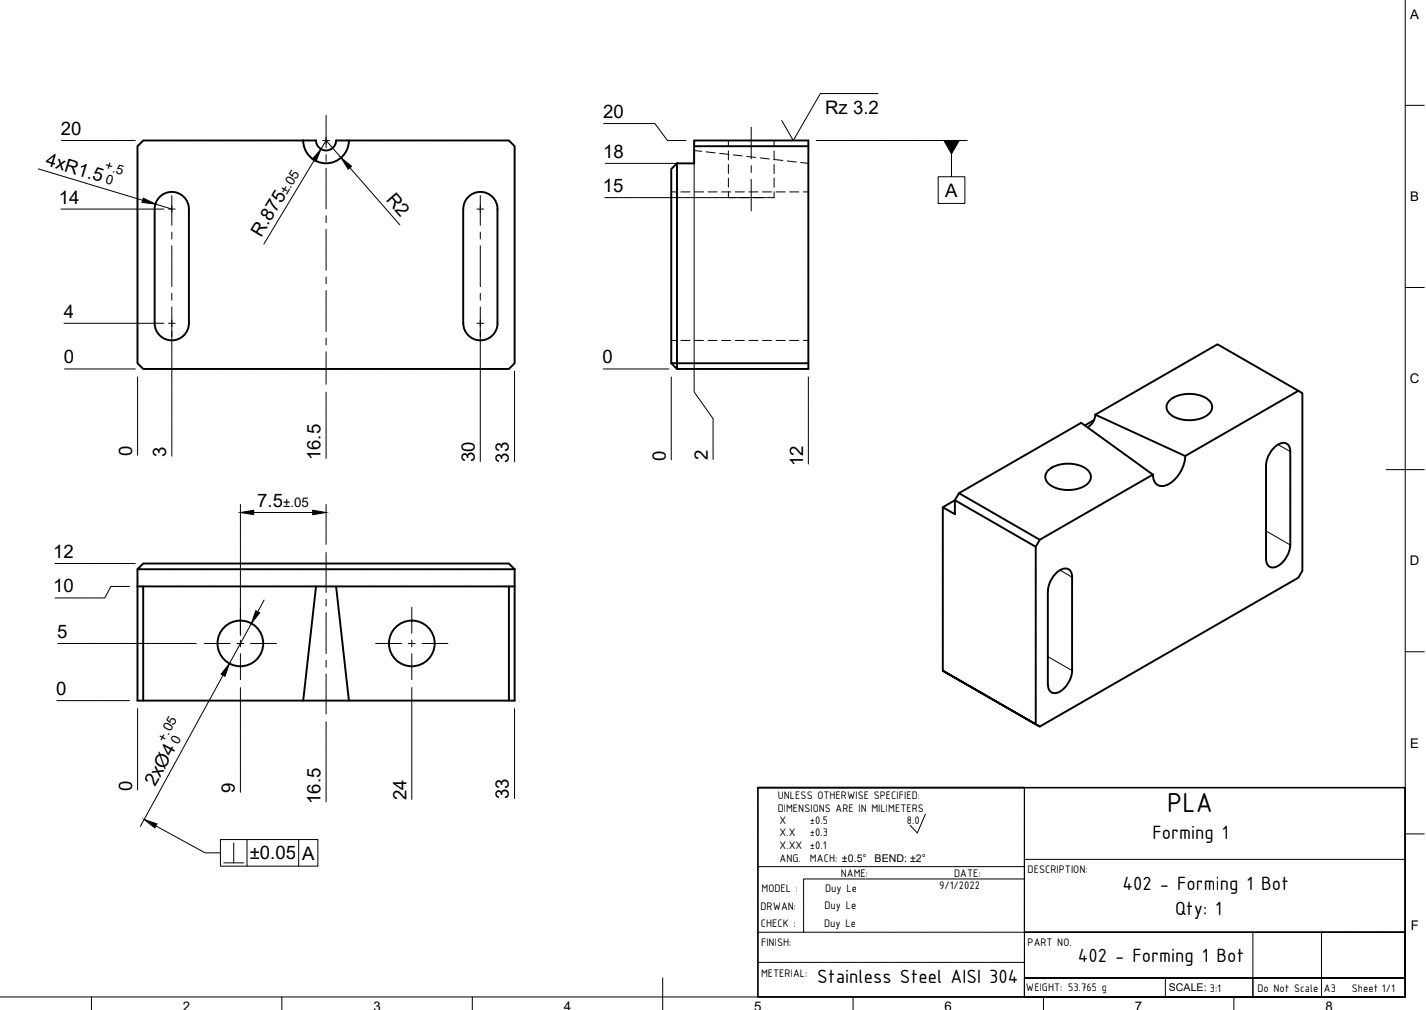 A
B
C
D
E
F
20
4xR1.5 +.5 0
14
4
0
R.875±.05
R2
0
3
16.5
30
33
20
18
15
0
Rz 3.2
A
0
2
12
7.5±.05
12
10
5
0
2xØ4 +.05 0
0
9
16.5
24
33
⊥ ±0.05 A
UNLESS OTHERWISE SPECIFIED:
DIMENSIONS ARE IN MILIMETERS
X ±0.5 8.0
X.X ±0.3
X.XX ±0.1
ANG. MACH: ±0.5° BEND: ±2°
NAME: DATE:
MODEL : Duy Le 9/1/2022
DRWAN: Duy Le
CHECK : Duy Le
FINISH:
METERIAL: Stainless Steel AISI 304
PLA
Forming 1
DESCRIPTION:
402 - Forming 1 Bot
Qty: 1
PART NO.
402 - Forming 1 Bot
WEIGHT: 53.765 g SCALE: 3:1 Do Not Scale A3 Sheet 1/1
2 3 4 5 6 7 8